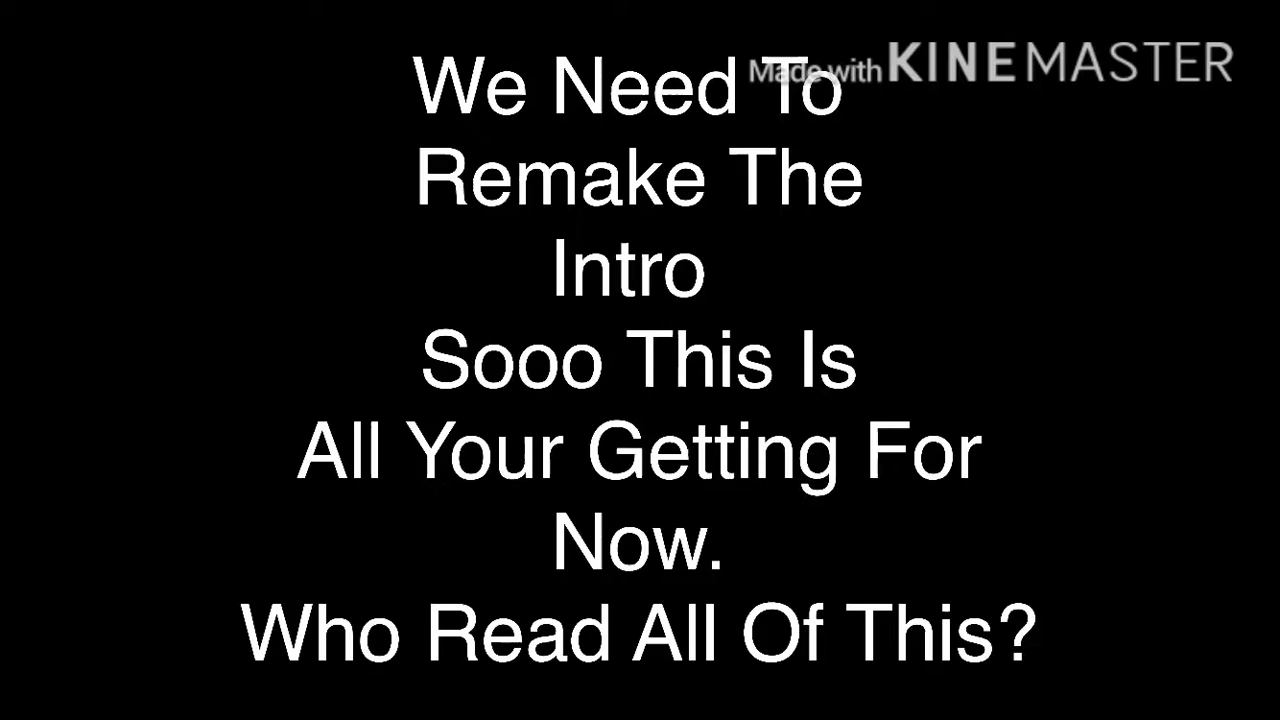 We Need To
Made with KINEMASTER
Remake The
Intro
Sooo This Is
All Your Getting For
Now.
Who Read All Of This?